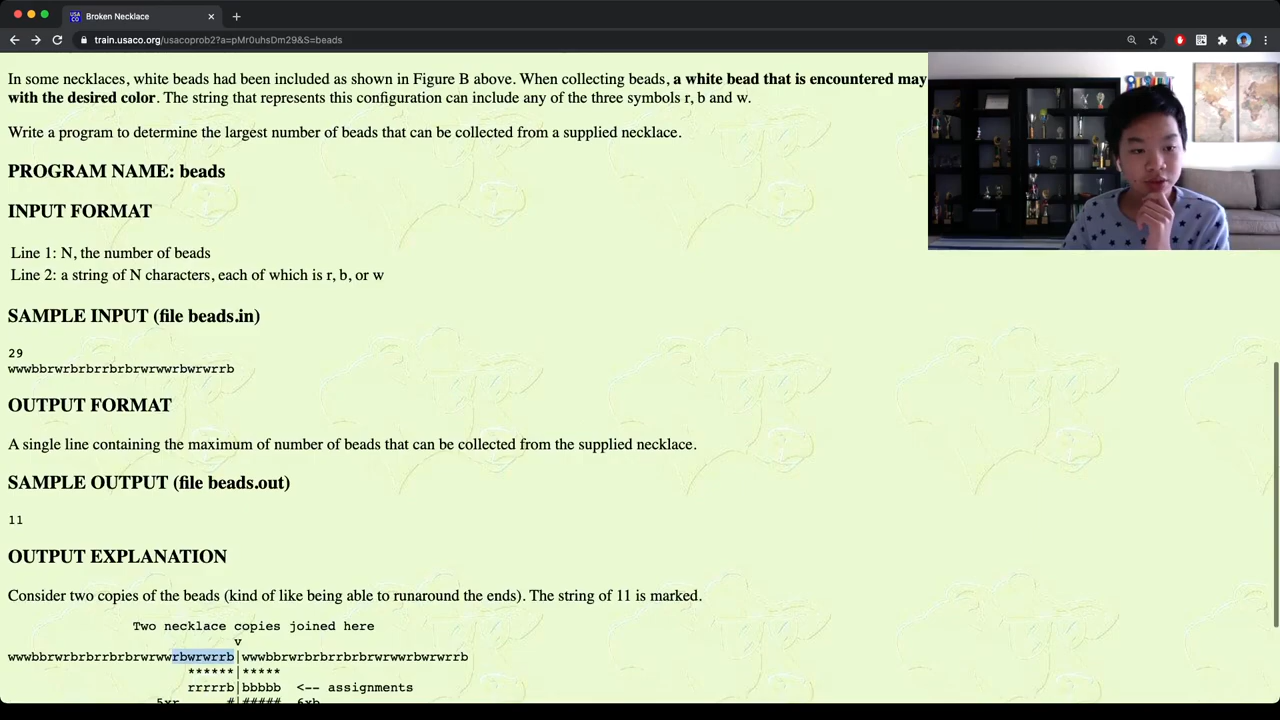 Broken Necklace
train.usaco.org/usacoprob2?a=pMr0uhsDm29&S=beads
In some necklaces, white beads had been included as shown in Figure B above. When collecting beads, a white bead that is encountered may
with the desired color. The string that represents this configuration can include any of the three symbols r, b and w.
Write a program to determine the largest number of beads that can be collected from a supplied necklace.
PROGRAM NAME: beads
INPUT FORMAT
Line 1: N, the number of beads
Line 2: a string of N characters, each of which is r, b, or w
SAMPLE INPUT (file beads.in)
29
wwwbbrwrbrbrrbrbrwrwwrbwrwrrb
OUTPUT FORMAT
A single line containing the maximum of number of beads that can be collected from the supplied necklace.
SAMPLE OUTPUT (file beads.out)
11
OUTPUT EXPLANATION
Consider two copies of the beads (kind of like being able to runaround the ends). The string of 11 is marked.
Two necklace copies joined here
v
wwwbbrwrbrbrrbrbrwrwwrbwrwrrb|wwwbbrwrbrbrrbrbrwrwwrbwrwrrb
******|*****
rrrrrb|bbbbb <-- assignments
5xr #|##### 6xb